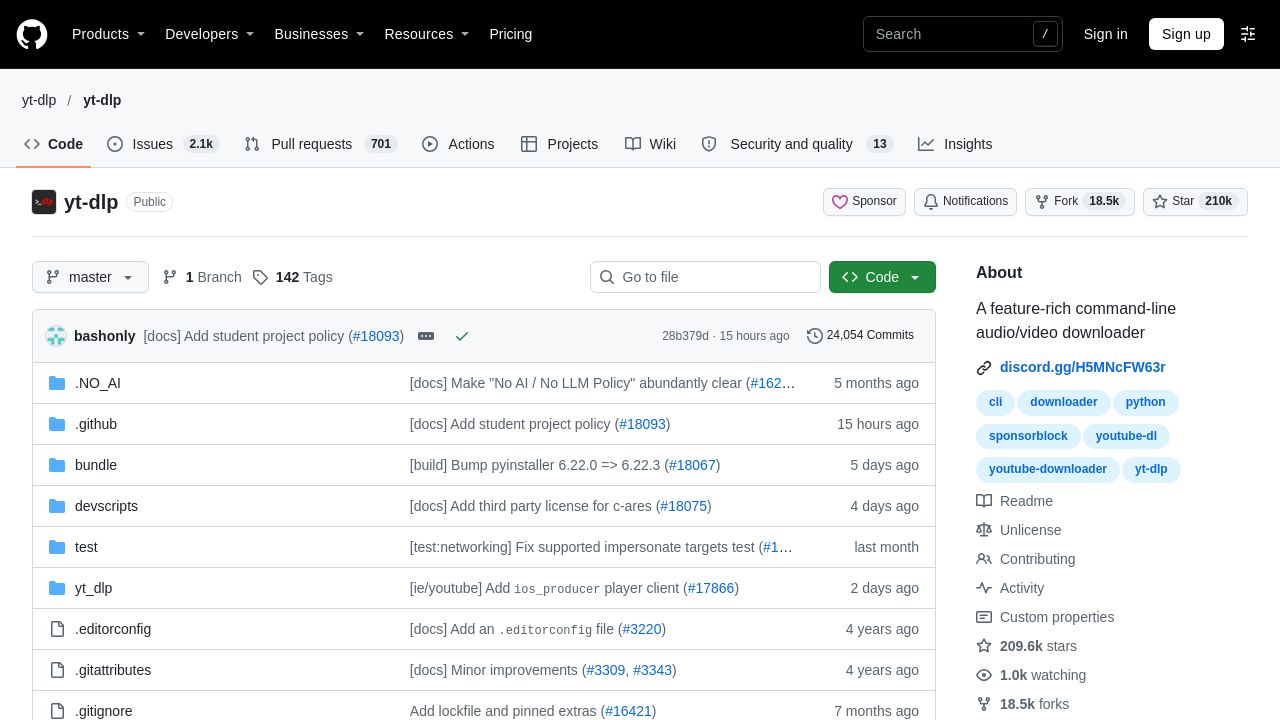 Products Developers Businesses Resources Pricing Search / Sign in Sign up
yt-dlp / yt-dlp
Code Issues 2.1k Pull requests 701 Actions Projects Wiki Security and quality 13 Insights
yt-dlp Public Sponsor Notifications Fork 18.5k Star 210k
master 1 Branch 142 Tags Go to file Code
bashonly [docs] Add student project policy (#18093) 28b379d · 15 hours ago 24,054 Commits
.NO_AI [docs] Make "No AI / No LLM Policy" abundantly clear (#162… 5 months ago
.github [docs] Add student project policy (#18093) 15 hours ago
bundle [build] Bump pyinstaller 6.22.0 => 6.22.3 (#18067) 5 days ago
devscripts [docs] Add third party license for c-ares (#18075) 4 days ago
test [test:networking] Fix supported impersonate targets test (#1… last month
yt_dlp [ie/youtube] Add ios_producer player client (#17866) 2 days ago
.editorconfig [docs] Add an .editorconfig file (#3220) 4 years ago
.gitattributes [docs] Minor improvements (#3309, #3343) 4 years ago
.gitignore Add lockfile and pinned extras (#16421) 7 months ago
About
A feature-rich command-line
audio/video downloader
discord.gg/H5MNcFW63r
cli downloader python
sponsorblock youtube-dl
youtube-downloader yt-dlp
Readme
Unlicense
Contributing
Activity
Custom properties
209.6k stars
1.0k watching
18.5k forks